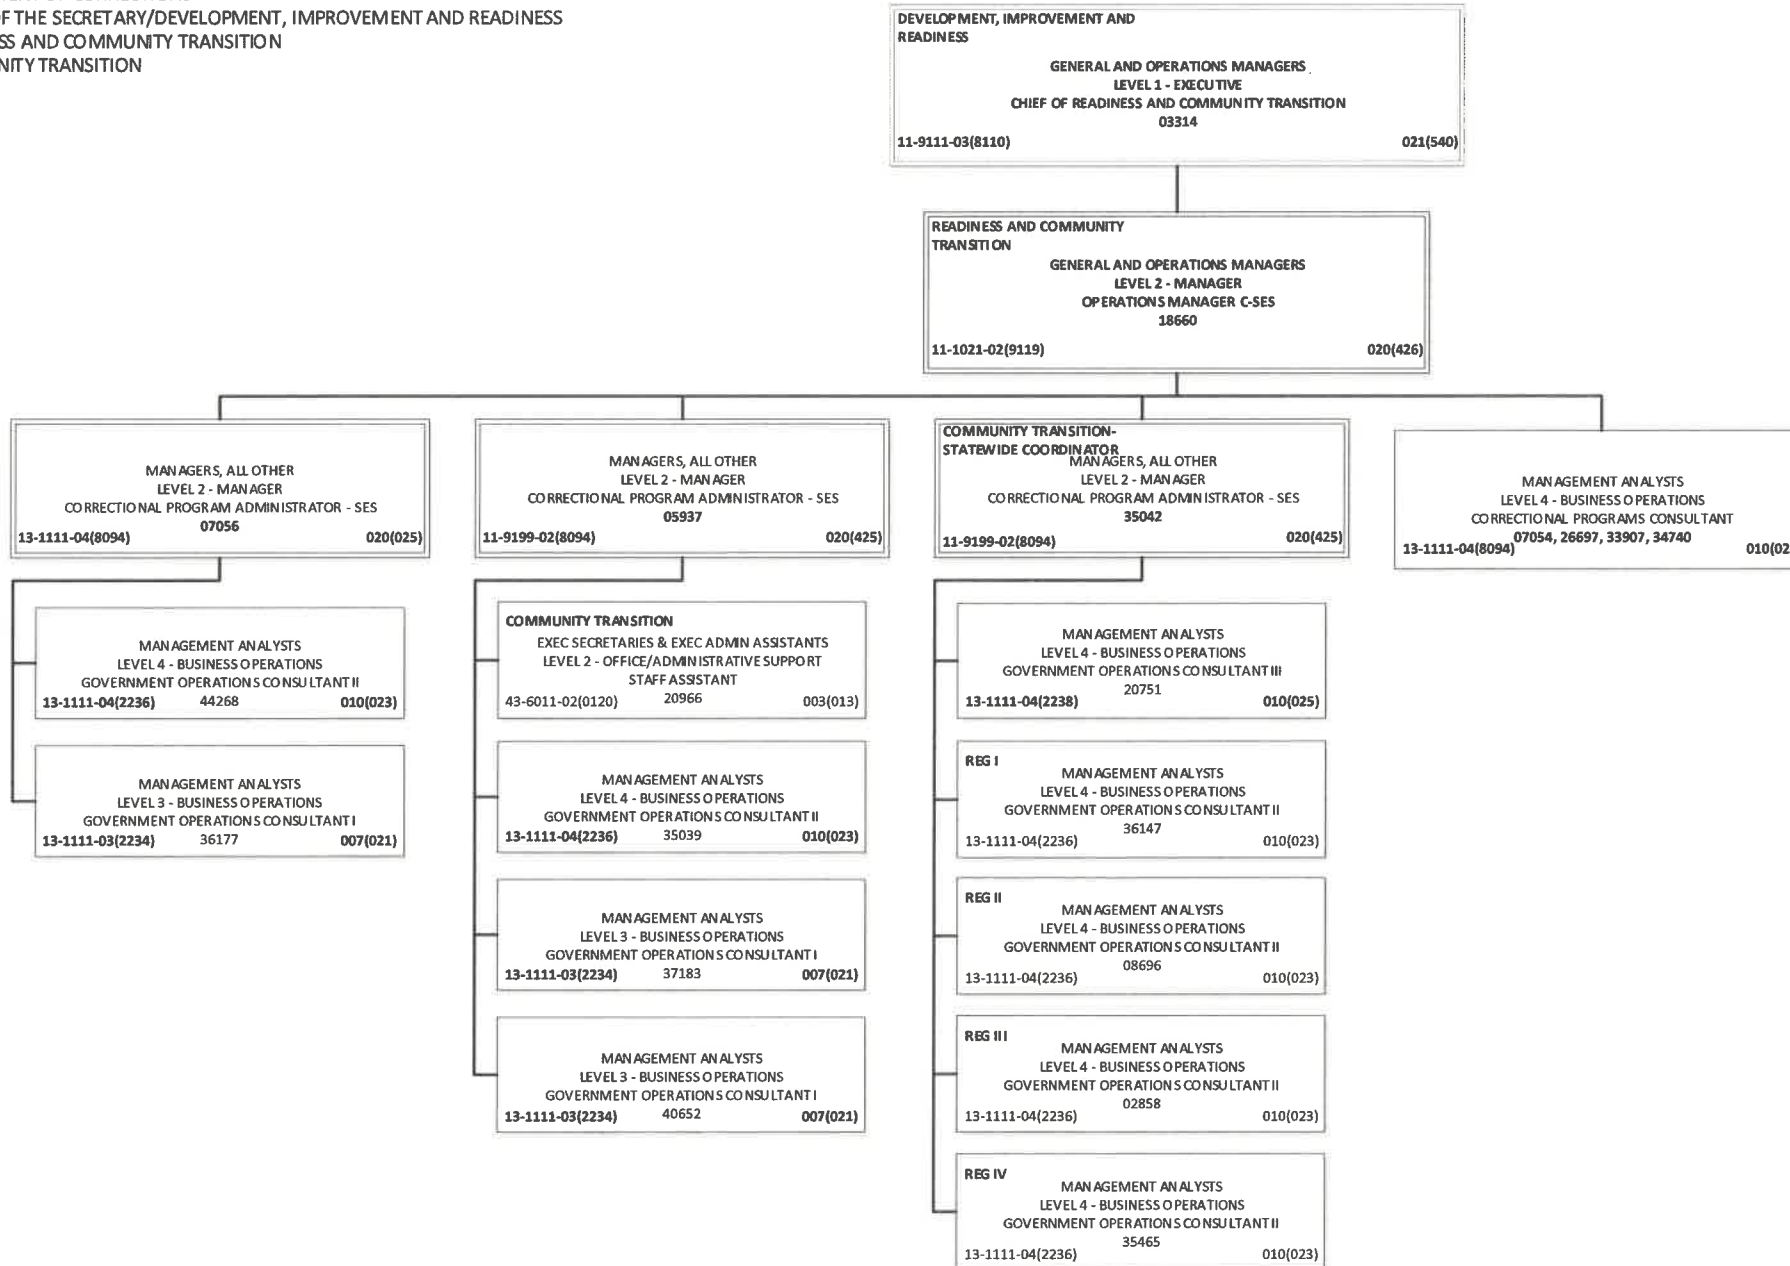 OF THE SECRETARY/DEVELOPMENT, IMPROVEMENT AND READINESS
SS AND COMMUNITY TRANSITION
NITY TRANSITION
DEVELOPMENT, IMPROVEMENT AND
READINESS
GENERAL AND OPERATIONS MANAGERS
LEVEL 1 - EXECUTIVE
CHIEF OF READINESS AND COMMUNITY TRANSITION
03314
11-9111-03(8110) 021(540)
READINESS AND COMMUNITY
TRANSITION
GENERAL AND OPERATIONS MANAGERS
LEVEL 2 - MANAGER
OPERATIONS MANAGER C-SES
18660
11-1021-02(9119) 020(426)
MANAGERS, ALL OTHER
LEVEL 2 - MANAGER
CORRECTIONAL PROGRAM ADMINISTRATOR - SES
07056
13-1111-04(8094) 020(025)
MANAGEMENT ANALYSTS
LEVEL 4 - BUSINESS OPERATIONS
GOVERNMENT OPERATIONS CONSULTANT II
13-1111-04(2236) 44268 010(023)
MANAGEMENT ANALYSTS
LEVEL 3 - BUSINESS OPERATIONS
GOVERNMENT OPERATIONS CONSULTANT I
13-1111-03(2234) 36177 007(021)
MANAGERS, ALL OTHER
LEVEL 2 - MANAGER
CORRECTIONAL PROGRAM ADMINISTRATOR - SES
05937
11-9199-02(8094) 020(425)
COMMUNITY TRANSITION
EXEC SECRETARIES & EXEC ADMIN ASSISTANTS
LEVEL 2 - OFFICE/ADMINISTRATIVE SUPPORT
STAFF ASSISTANT
43-6011-02(0120) 20966 003(013)
MANAGEMENT ANALYSTS
LEVEL 4 - BUSINESS OPERATIONS
GOVERNMENT OPERATIONS CONSULTANT II
13-1111-04(2236) 35039 010(023)
MANAGEMENT ANALYSTS
LEVEL 3 - BUSINESS OPERATIONS
GOVERNMENT OPERATIONS CONSULTANT I
13-1111-03(2234) 37183 007(021)
MANAGEMENT ANALYSTS
LEVEL 3 - BUSINESS OPERATIONS
GOVERNMENT OPERATIONS CONSULTANT I
13-1111-03(2234) 40652 007(021)
COMMUNITY TRANSITION-
STATEWIDE COORDINATOR
MANAGERS, ALL OTHER
LEVEL 2 - MANAGER
CORRECTIONAL PROGRAM ADMINISTRATOR - SES
35042
11-9199-02(8094) 020(425)
MANAGEMENT ANALYSTS
LEVEL 4 - BUSINESS OPERATIONS
GOVERNMENT OPERATIONS CONSULTANT III
20751
13-1111-04(2238) 010(025)
REG I
MANAGEMENT ANALYSTS
LEVEL 4 - BUSINESS OPERATIONS
GOVERNMENT OPERATIONS CONSULTANT II
36147
13-1111-04(2236) 010(023)
REG II
MANAGEMENT ANALYSTS
LEVEL 4 - BUSINESS OPERATIONS
GOVERNMENT OPERATIONS CONSULTANT II
08696
13-1111-04(2236) 010(023)
REG III
MANAGEMENT ANALYSTS
LEVEL 4 - BUSINESS OPERATIONS
GOVERNMENT OPERATIONS CONSULTANT II
02858
13-1111-04(2236) 010(023)
REG IV
MANAGEMENT ANALYSTS
LEVEL 4 - BUSINESS OPERATIONS
GOVERNMENT OPERATIONS CONSULTANT II
35465
13-1111-04(2236) 010(023)
MANAGEMENT ANALYSTS
LEVEL 4 - BUSINESS OPERATIONS
CORRECTIONAL PROGRAMS CONSULTANT
07054, 26697, 33907, 34740
13-1111-04(8094) 010(02